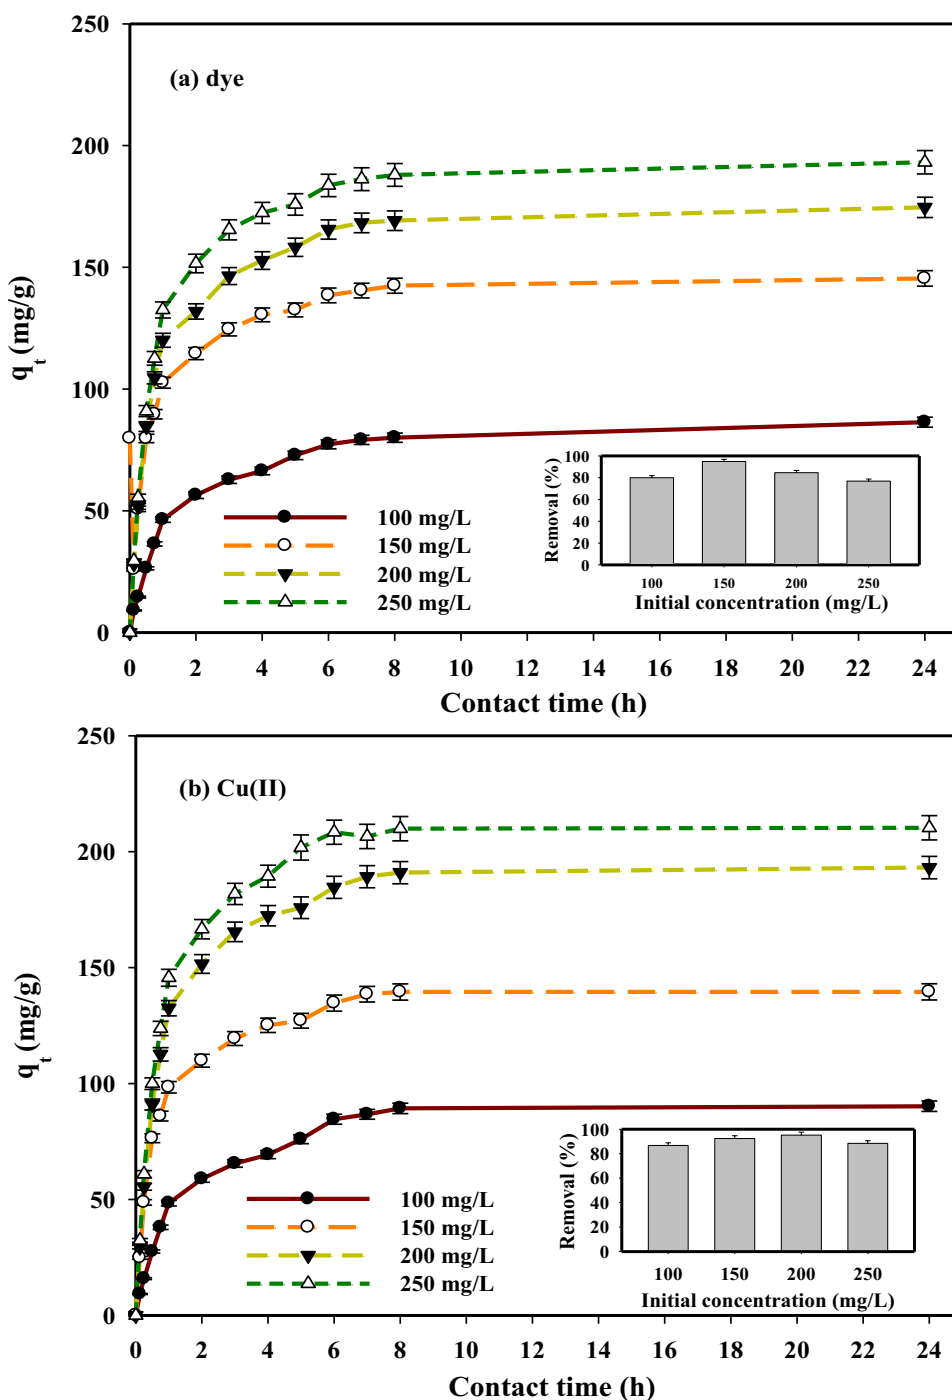 250
(a) dye
200
150
q_t (mg/g)
100
50
0
100 mg/L
150 mg/L
200 mg/L
250 mg/L
Removal (%)
100
80
60
40
20
0
100 150 200 250
Initial concentration (mg/L)
0 2 4 6 8 10 12 14 16 18 20 22 24
Contact time (h)
250
(b) Cu(II)
200
150
q_t (mg/g)
100
50
0
100 mg/L
150 mg/L
200 mg/L
250 mg/L
Removal (%)
100
80
60
40
20
0
100 150 200 250
Initial concentration (mg/L)
0 2 4 6 8 10 12 14 16 18 20 22 24
Contact time (h)